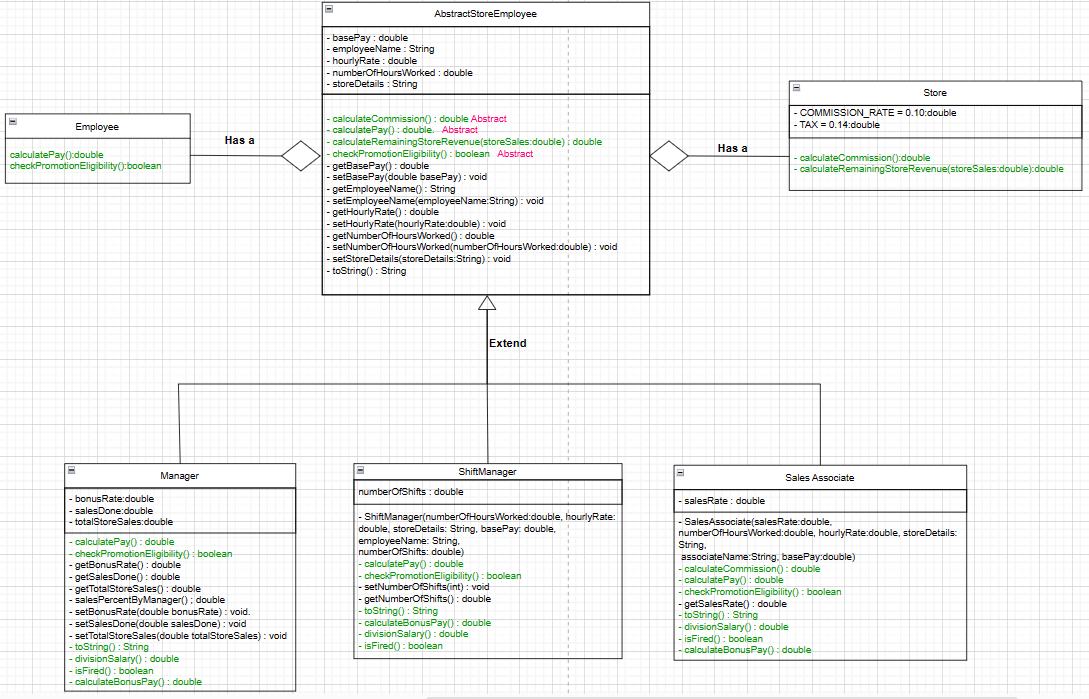 AbstractStoreEmployee
- basePay : double
- employeeName : String
- hourlyRate : double
- numberOfHoursWorked : double
- storeDetails : String
- calculateCommission() : double Abstract
- calculatePay() : double. Abstract
- calculateRemainingStoreRevenue(storeSales:double) : double
- checkPromotionEligibility() : boolean Abstract
- getBasePay() : double
- setBasePay(double basePay) : void
- getEmployeeName() : String
- setEmployeeName(employeeName:String) : void
- getHourlyRate() : double
- setHourlyRate(hourlyRate:double) : void
- getNumberOfHoursWorked() : double
- setNumberOfHoursWorked(numberOfHoursWorked:double) : void
- setStoreDetails(storeDetails:String) : void
- toString() : String
Employee
calculatePay():double
checkPromotionEligibility():boolean
Has a
Has a
Store
- COMMISSION_RATE = 0.10:double
- TAX = 0.14:double
- calculateCommission():double
- calculateRemainingStoreRevenue(storeSales:double):double
Extend
Manager
- bonusRate:double
- salesDone:double
- totalStoreSales:double
- calculatePay() : double
- checkPromotionEligibility() : boolean
- getBonusRate() : double
- getSalesDone() : double
- getTotalStoreSales() : double
- salesPercentByManager() ; double
- setBonusRate(double bonusRate) : void.
- setSalesDone(double salesDone) : void
- setTotalStoreSales(double totalStoreSales) : void
- toString() : String
- divisionSalary() : double
- isFired() : boolean
- calculateBonusPay() : double
ShiftManager
numberOfShifts : double
- ShiftManager(numberOfHoursWorked:double, hourlyRate:
double, storeDetails: String, basePay: double,
employeeName: String,
numberOfShifts: double)
- calculatePay() : double
- checkPromotionEligibility() : boolean
- setNumberOfShifts(int) : void
- getNumberOfShifts() : double
- toString() : String
- calculateBonusPay() : double
- divisionSalary() : double
- isFired() : boolean
Sales Associate
- salesRate : double
- SalesAssociate(salesRate:double,
numberOfHoursWorked:double, hourlyRate:double, storeDetails:
String,
associateName:String, basePay:double)
- calculateCommission() : double
- calculatePay() : double
- checkPromotionEligibility() : boolean
- getSalesRate() : double
- toString() : String
- divisionSalary() : double
- isFired() : boolean
- calculateBonusPay() : double